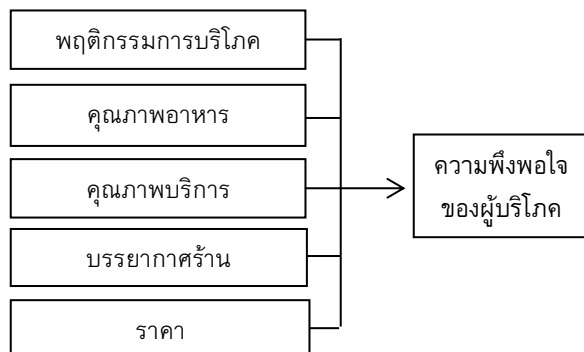 พฤติกรรมการบริโภค
คุณภาพอาหาร
คุณภาพบริการ
บรรยากาศร้าน
ราคา
ความพึงพอใจ
ของผู้บริโภค